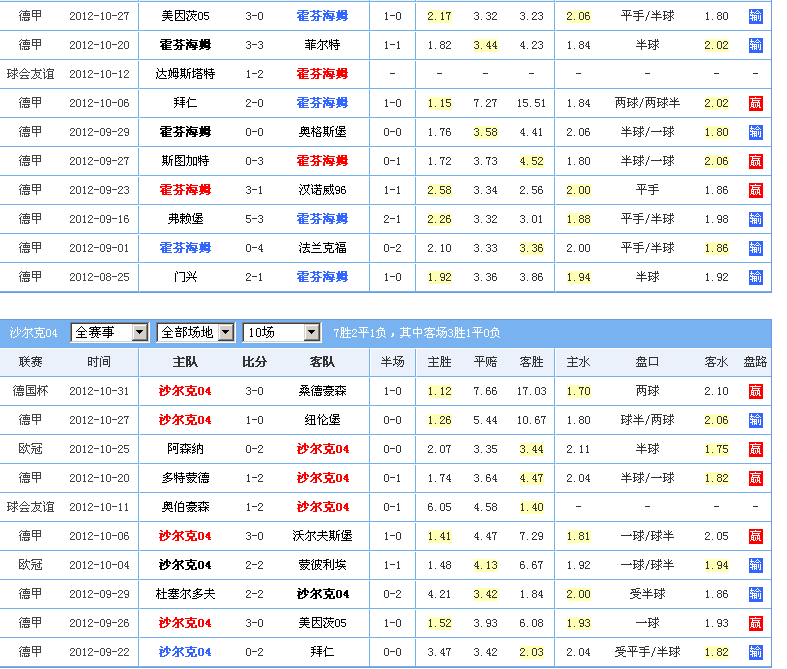 德甲 2012-10-27 美因茨05 3-0 霍芬海姆 1-0 2.17 3.32 3.23 2.06 平手/半球 1.80 输
德甲 2012-10-20 霍芬海姆 3-3 菲尔特 1-1 1.82 3.44 4.23 1.84 半球 2.02 输
球会友谊 2012-10-12 达姆斯塔特 1-2 霍芬海姆 - - - - - - - -
德甲 2012-10-06 拜仁 2-0 霍芬海姆 1-0 1.15 7.27 15.51 1.84 两球/两球半 2.02 赢
德甲 2012-09-29 霍芬海姆 0-0 奥格斯堡 0-0 1.76 3.58 4.41 2.06 半球/一球 1.80 输
德甲 2012-09-27 斯图加特 0-3 霍芬海姆 0-1 1.72 3.73 4.52 1.80 半球/一球 2.06 赢
德甲 2012-09-23 霍芬海姆 3-1 汉诺威96 1-1 2.58 3.34 2.56 2.00 平手 1.86 赢
德甲 2012-09-16 弗赖堡 5-3 霍芬海姆 2-1 2.26 3.32 3.01 1.88 平手/半球 1.98 输
德甲 2012-09-01 霍芬海姆 0-4 法兰克福 0-2 2.10 3.33 3.36 2.00 平手/半球 1.86 输
德甲 2012-08-25 门兴 2-1 霍芬海姆 1-0 1.92 3.36 3.86 1.94 半球 1.92 输
沙尔克04 全赛事 全部场地 10场 7胜2平1负，其中客场3胜1平0负
联赛 时间 主队 比分 客队 半场 主胜 平赔 客胜 主水 盘口 客水 盘路
德国杯 2012-10-31 沙尔克04 3-0 桑德豪森 1-0 1.12 7.66 17.03 1.70 两球 2.10 赢
德甲 2012-10-27 沙尔克04 1-0 纽伦堡 0-0 1.26 5.44 10.67 1.80 球半/两球 2.06 输
欧冠 2012-10-25 阿森纳 0-2 沙尔克04 0-0 2.07 3.35 3.44 2.11 半球 1.75 赢
德甲 2012-10-20 多特蒙德 1-2 沙尔克04 0-1 1.74 3.64 4.47 2.04 半球/一球 1.82 赢
球会友谊 2012-10-11 奥伯豪森 1-2 沙尔克04 0-1 6.05 4.58 1.40 - - - -
德甲 2012-10-06 沙尔克04 3-0 沃尔夫斯堡 1-0 1.41 4.47 7.29 1.81 一球/球半 2.05 赢
欧冠 2012-10-04 沙尔克04 2-2 蒙彼利埃 1-1 1.48 4.13 6.67 1.92 一球/球半 1.94 输
德甲 2012-09-29 杜塞尔多夫 2-2 沙尔克04 0-2 4.21 3.42 1.84 2.00 受半球 1.86 输
德甲 2012-09-26 沙尔克04 3-0 美因茨05 1-0 1.52 3.93 6.08 1.93 一球 1.93 赢
德甲 2012-09-22 沙尔克04 0-2 拜仁 0-0 3.47 3.42 2.03 2.04 受平手/半球 1.82 输